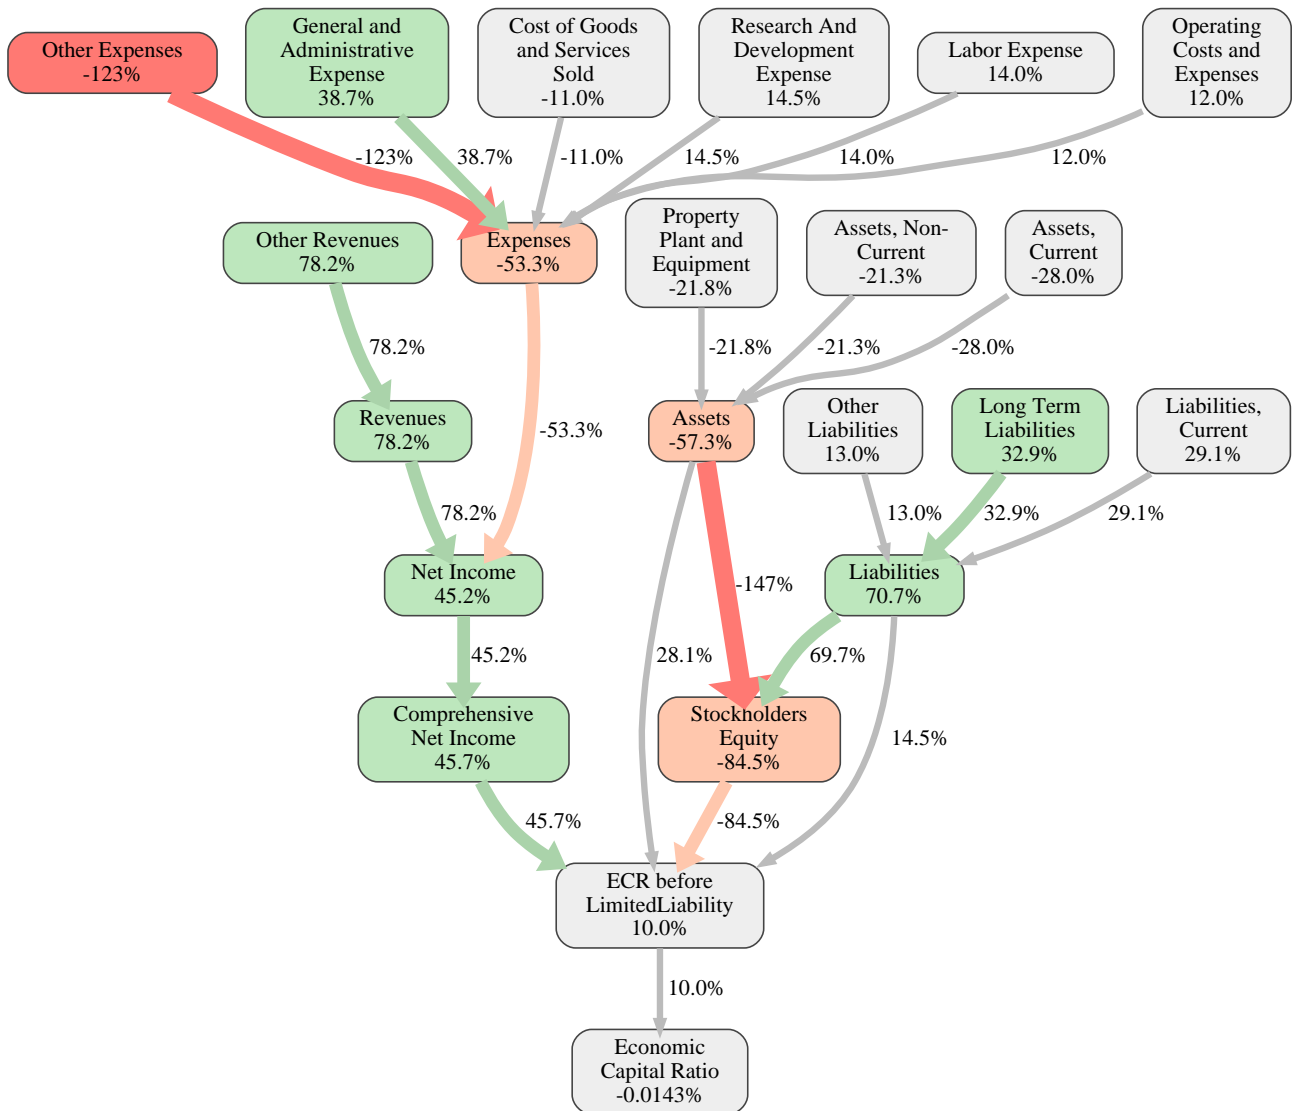 Other Expenses
-123%
General and
Administrative
Expense
38.7%
Cost of Goods
and Services
Sold
-11.0%
Research And
Development
Expense
14.5%
Labor Expense
14.0%
Operating
Costs and
Expenses
12.0%
-123%
38.7%
-11.0%
14.5%
14.0%
12.0%
Other Revenues
78.2%
Expenses
-53.3%
Property
Plant and
Equipment
-21.8%
Assets, Non-
Current
-21.3%
Assets,
Current
-28.0%
78.2%
-21.8%
-21.3%
-28.0%
Revenues
78.2%
-53.3%
Assets
-57.3%
Other
Liabilities
13.0%
Long Term
Liabilities
32.9%
Liabilities,
Current
29.1%
78.2%
13.0%
32.9%
29.1%
Net Income
45.2%
-147%
Liabilities
70.7%
45.2%
28.1%
69.7%
Comprehensive
Net Income
45.7%
Stockholders
Equity
-84.5%
14.5%
45.7%
-84.5%
ECR before
LimitedLiability
10.0%
10.0%
Economic
Capital Ratio
-0.0143%